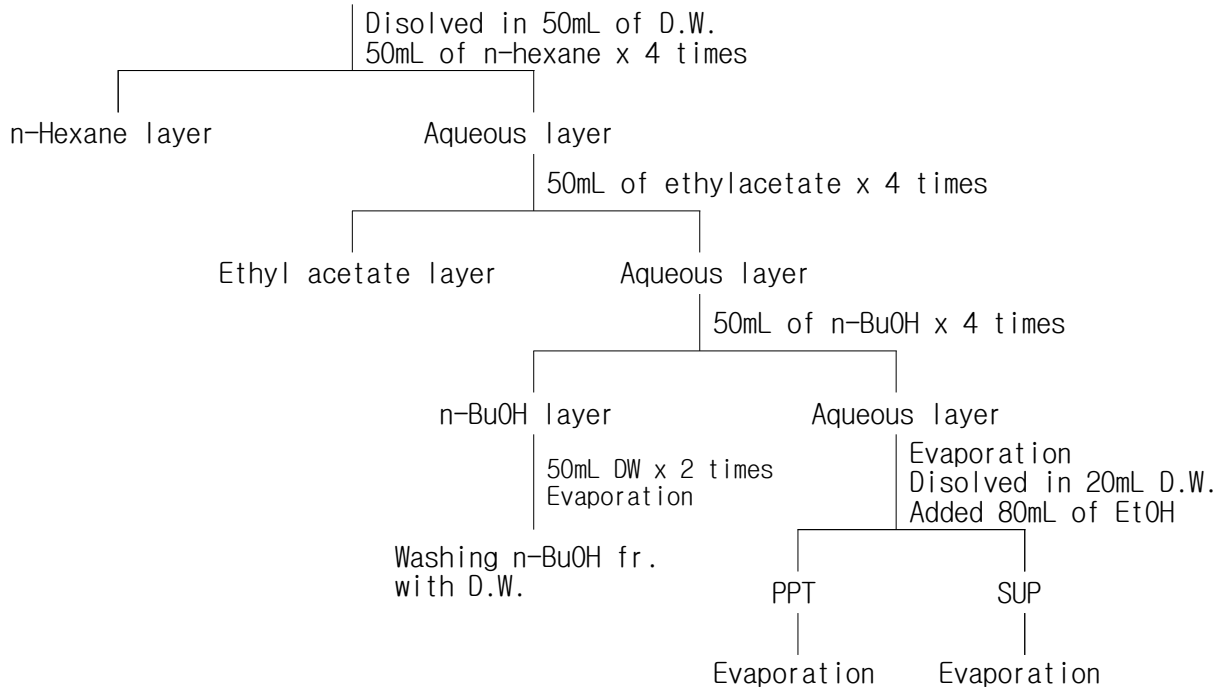 Disolved in 50mL of D.W.
50mL of n-hexane x 4 times
n-Hexane layer
Aqueous layer
50mL of ethylacetate x 4 times
Ethyl acetate layer
Aqueous layer
50mL of n-BuOH x 4 times
n-BuOH layer
Aqueous layer
50mL DW x 2 times
Evaporation
Evaporation
Disolved in 20mL D.W.
Added 80mL of EtOH
Washing n-BuOH fr.
with D.W.
PPT
SUP
Evaporation
Evaporation